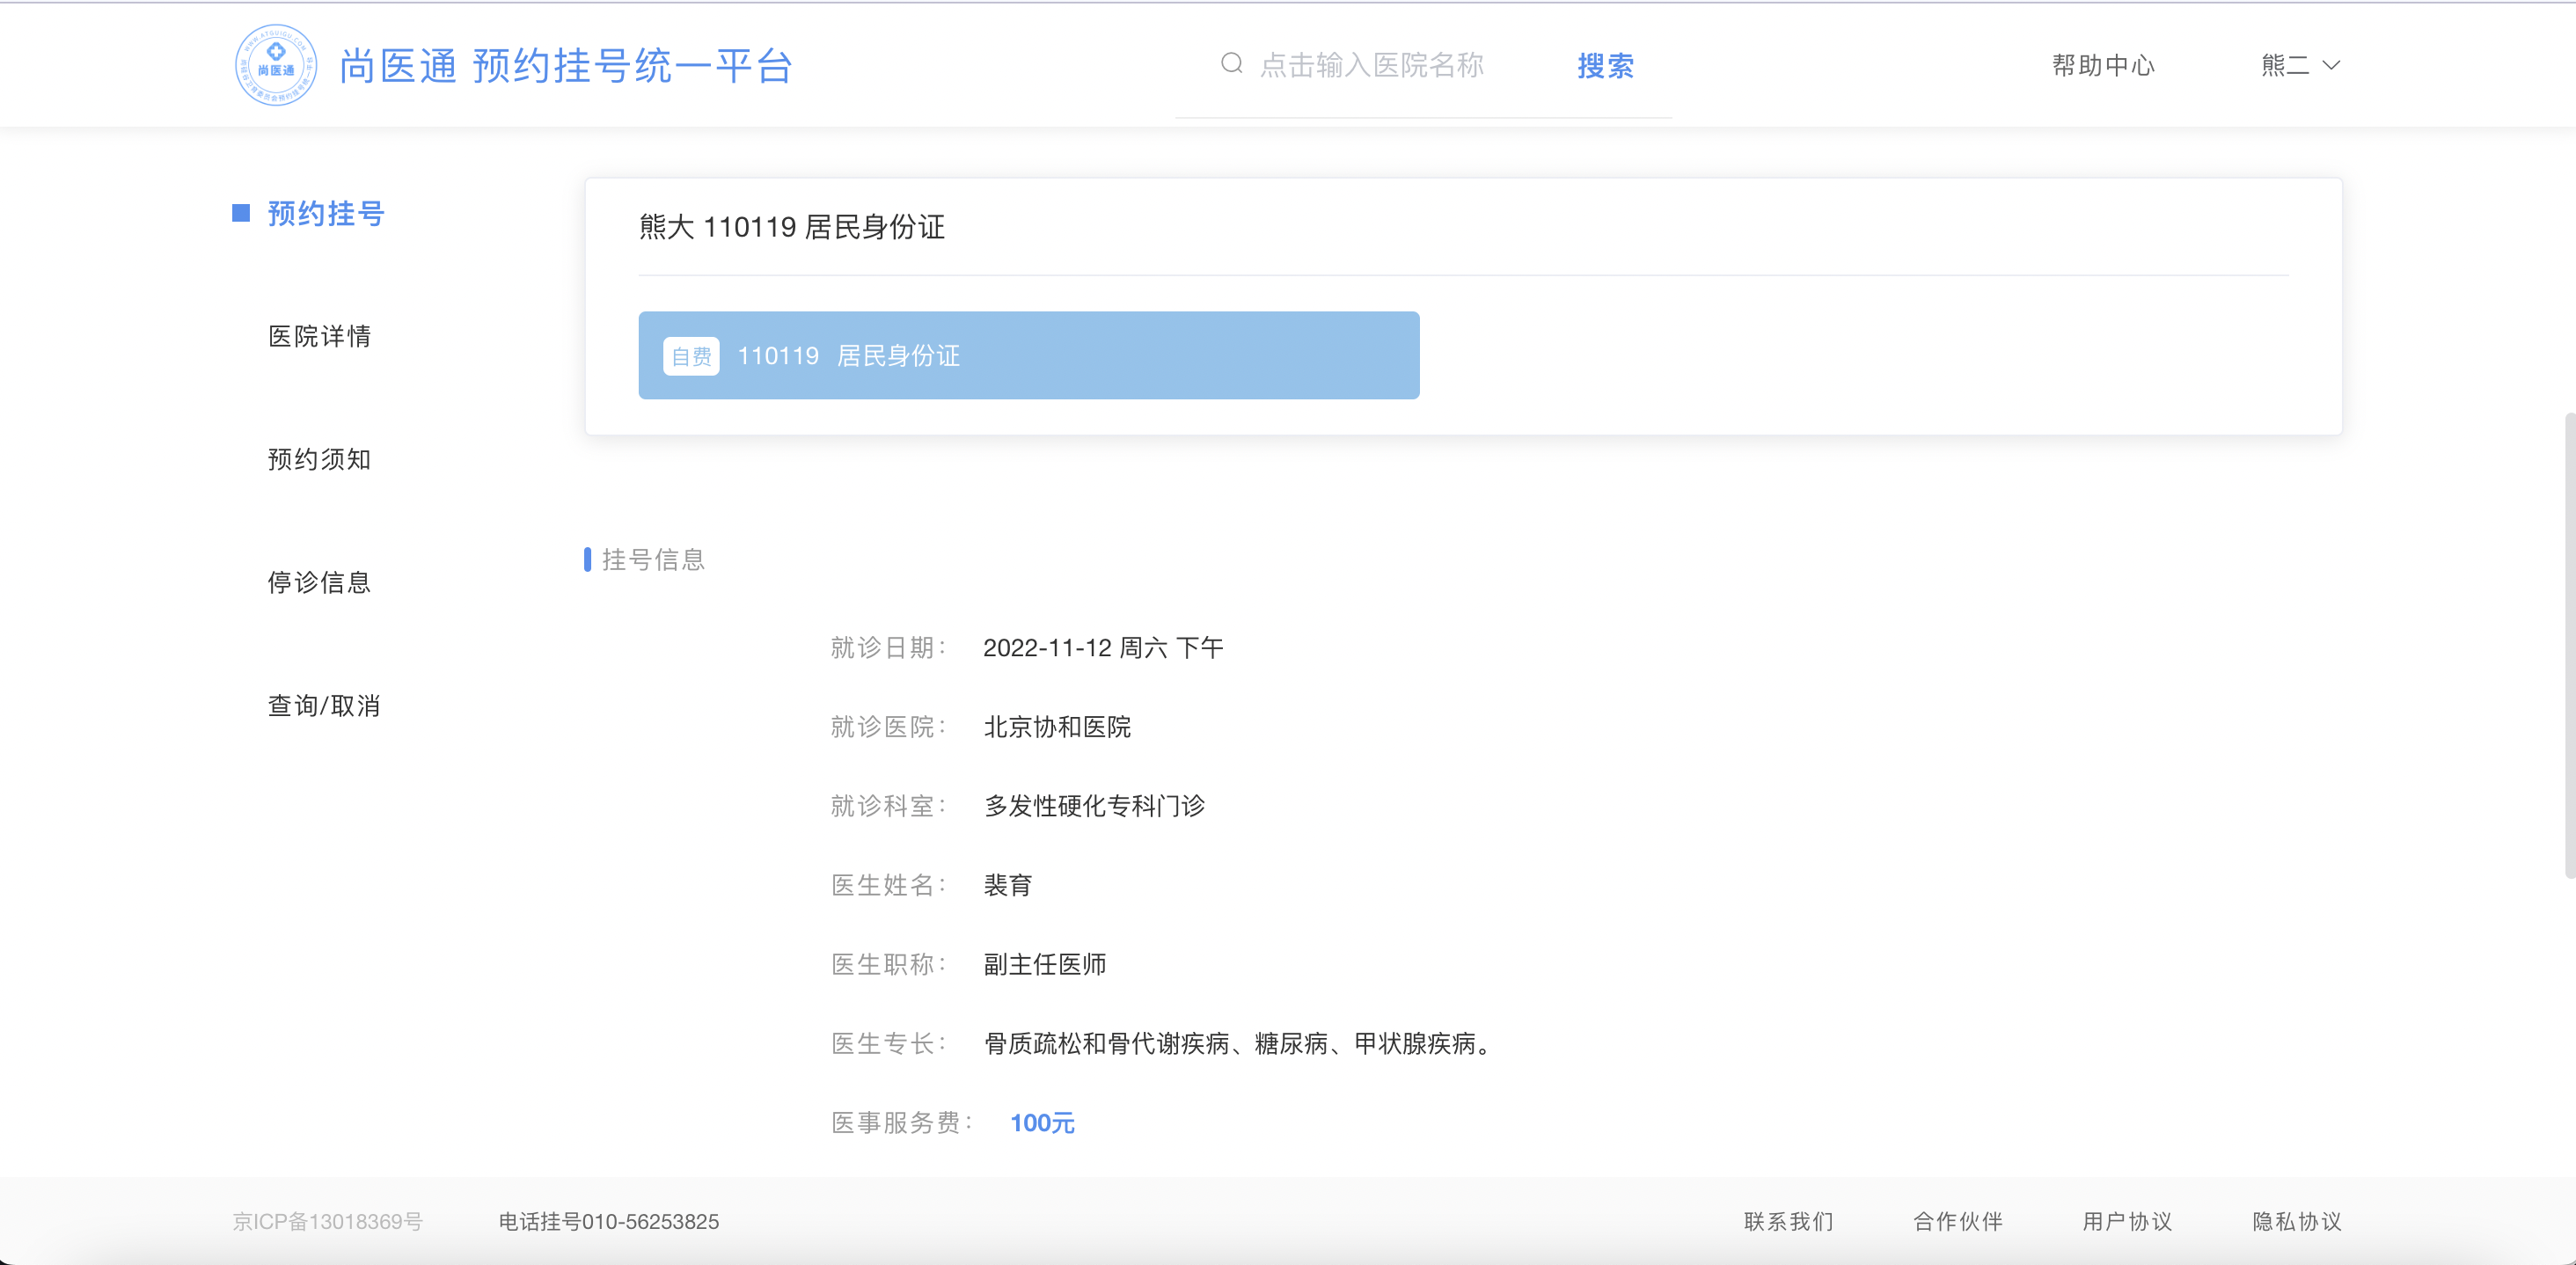 尚医通 预约挂号统一平台
尚医通
点击输入医院名称
搜索
帮助中心
熊二
预约挂号
医院详情
预约须知
停诊信息
查询/取消
熊大 110119 居民身份证
自费 110119 居民身份证
挂号信息
就诊日期： 2022-11-12 周六 下午
就诊医院： 北京协和医院
就诊科室： 多发性硬化专科门诊
医生姓名： 裴育
医生职称： 副主任医师
医生专长： 骨质疏松和骨代谢疾病、糖尿病、甲状腺疾病。
医事服务费： 100元
京ICP备13018369号
电话挂号010-56253825
联系我们
合作伙伴
用户协议
隐私协议